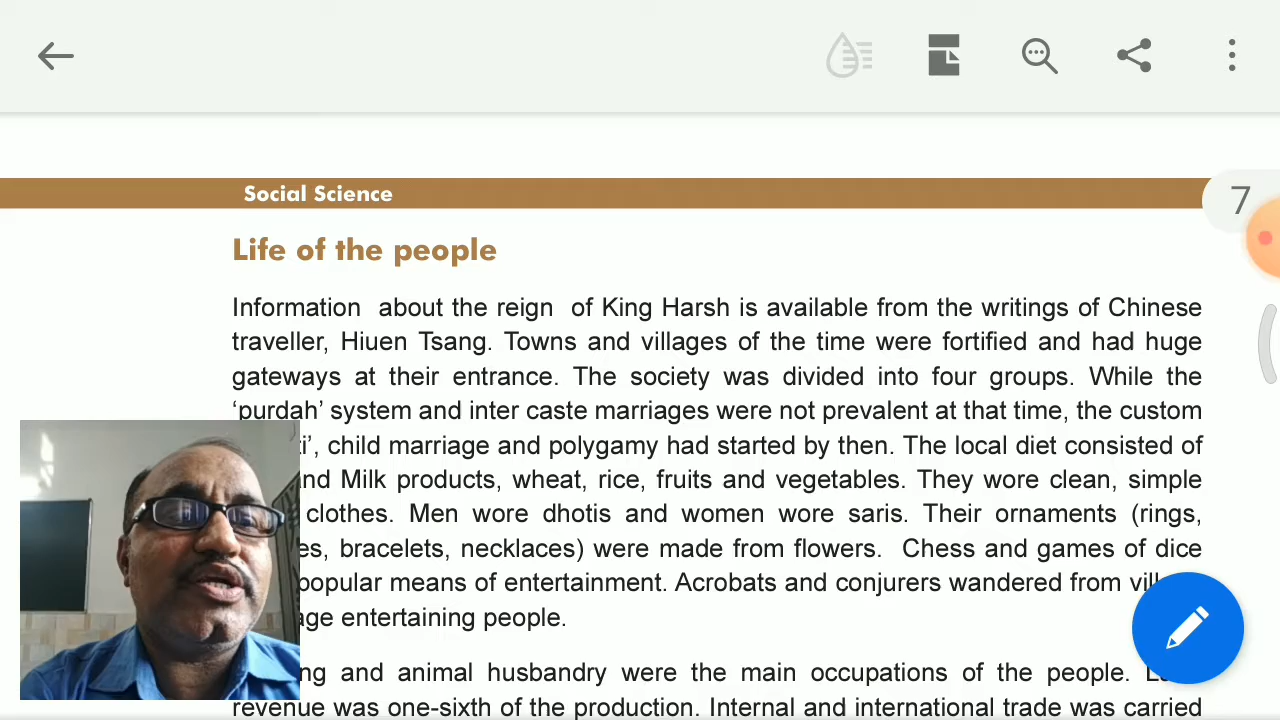 Social Science
7
Life of the people
Information about the reign of King Harsh is available from the writings of Chinese
traveller, Hiuen Tsang. Towns and villages of the time were fortified and had huge
gateways at their entrance. The society was divided into four groups. While the
‘purdah’ system and inter caste marriages were not prevalent at that time, the custom
child marriage and polygamy had started by then. The local diet consisted of
Milk products, wheat, rice, fruits and vegetables. They wore clean, simple
clothes. Men wore dhotis and women wore saris. Their ornaments (rings,
bracelets, necklaces) were made from flowers. Chess and games of dice
popular means of entertainment. Acrobats and conjurers wandered from
entertaining people.
and animal husbandry were the main occupations of the people.
revenue was one-sixth of the production. Internal and international trade was carried